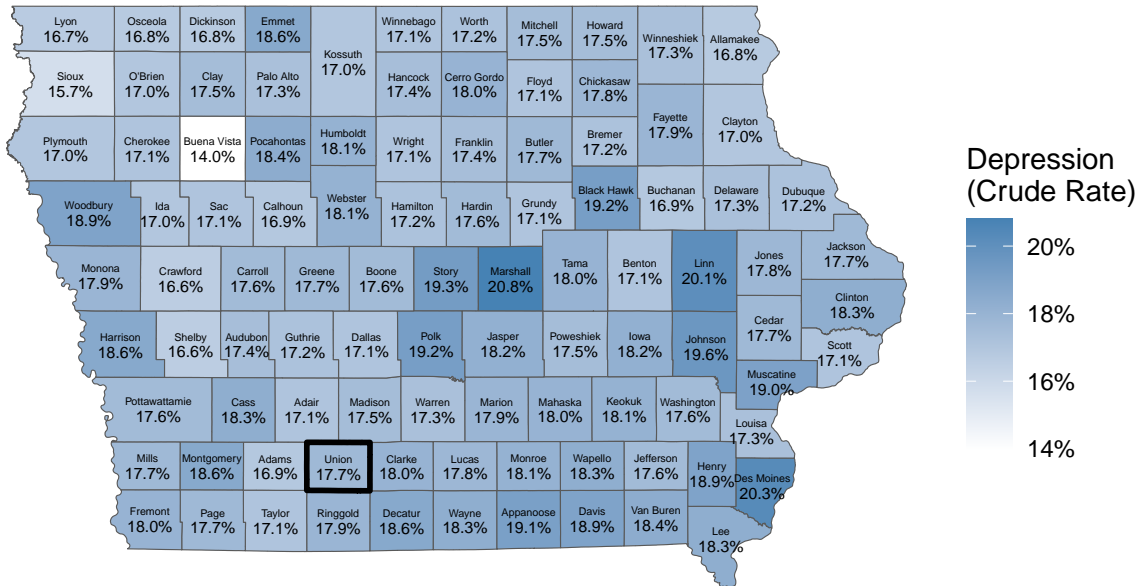 Lyon
16.7%
Osceola
16.8%
Dickinson
16.8%
Emmet
18.6%
Kossuth
17.0%
Winnebago
17.1%
Worth
17.2%
Mitchell
17.5%
Howard
17.5%
Winneshiek
17.3%
Allamakee
16.8%
Sioux
15.7%
O'Brien
17.0%
Clay
17.5%
Palo Alto
17.3%
Hancock
17.4%
Cerro Gordo
18.0%
Floyd
17.1%
Chickasaw
17.8%
Fayette
17.9%
Clayton
17.0%
Plymouth
17.0%
Cherokee
17.1%
Buena Vista
14.0%
Pocahontas
18.4%
Humboldt
18.1%
Wright
17.1%
Franklin
17.4%
Butler
17.7%
Bremer
17.2%
Woodbury
18.9%
Ida
17.0%
Sac
17.1%
Calhoun
16.9%
Webster
18.1%
Hamilton
17.2%
Hardin
17.6%
Grundy
17.1%
Black Hawk
19.2%
Buchanan
16.9%
Delaware
17.3%
Dubuque
17.2%
Monona
17.9%
Crawford
16.6%
Carroll
17.6%
Greene
17.7%
Boone
17.6%
Story
19.3%
Marshall
20.8%
Tama
18.0%
Benton
17.1%
Linn
20.1%
Jones
17.8%
Jackson
17.7%
Clinton
18.3%
Harrison
18.6%
Shelby
16.6%
Audubon
17.4%
Guthrie
17.2%
Dallas
17.1%
Polk
19.2%
Jasper
18.2%
Poweshiek
17.5%
Iowa
18.2%
Johnson
19.6%
Cedar
17.7%
Scott
17.1%
Muscatine
19.0%
Pottawattamie
17.6%
Cass
18.3%
Adair
17.1%
Madison
17.5%
Warren
17.3%
Marion
17.9%
Mahaska
18.0%
Keokuk
18.1%
Washington
17.6%
Louisa
17.3%
Mills
17.7%
Montgomery
18.6%
Adams
16.9%
Union
17.7%
Clarke
18.0%
Lucas
17.8%
Monroe
18.1%
Wapello
18.3%
Jefferson
17.6%
Henry
18.9%
Des Moines
20.3%
Fremont
18.0%
Page
17.7%
Taylor
17.1%
Ringgold
17.9%
Decatur
18.6%
Wayne
18.3%
Appanoose
19.1%
Davis
18.9%
Van Buren
18.4%
Lee
18.3%
Depression
(Crude Rate)
20%
18%
16%
14%